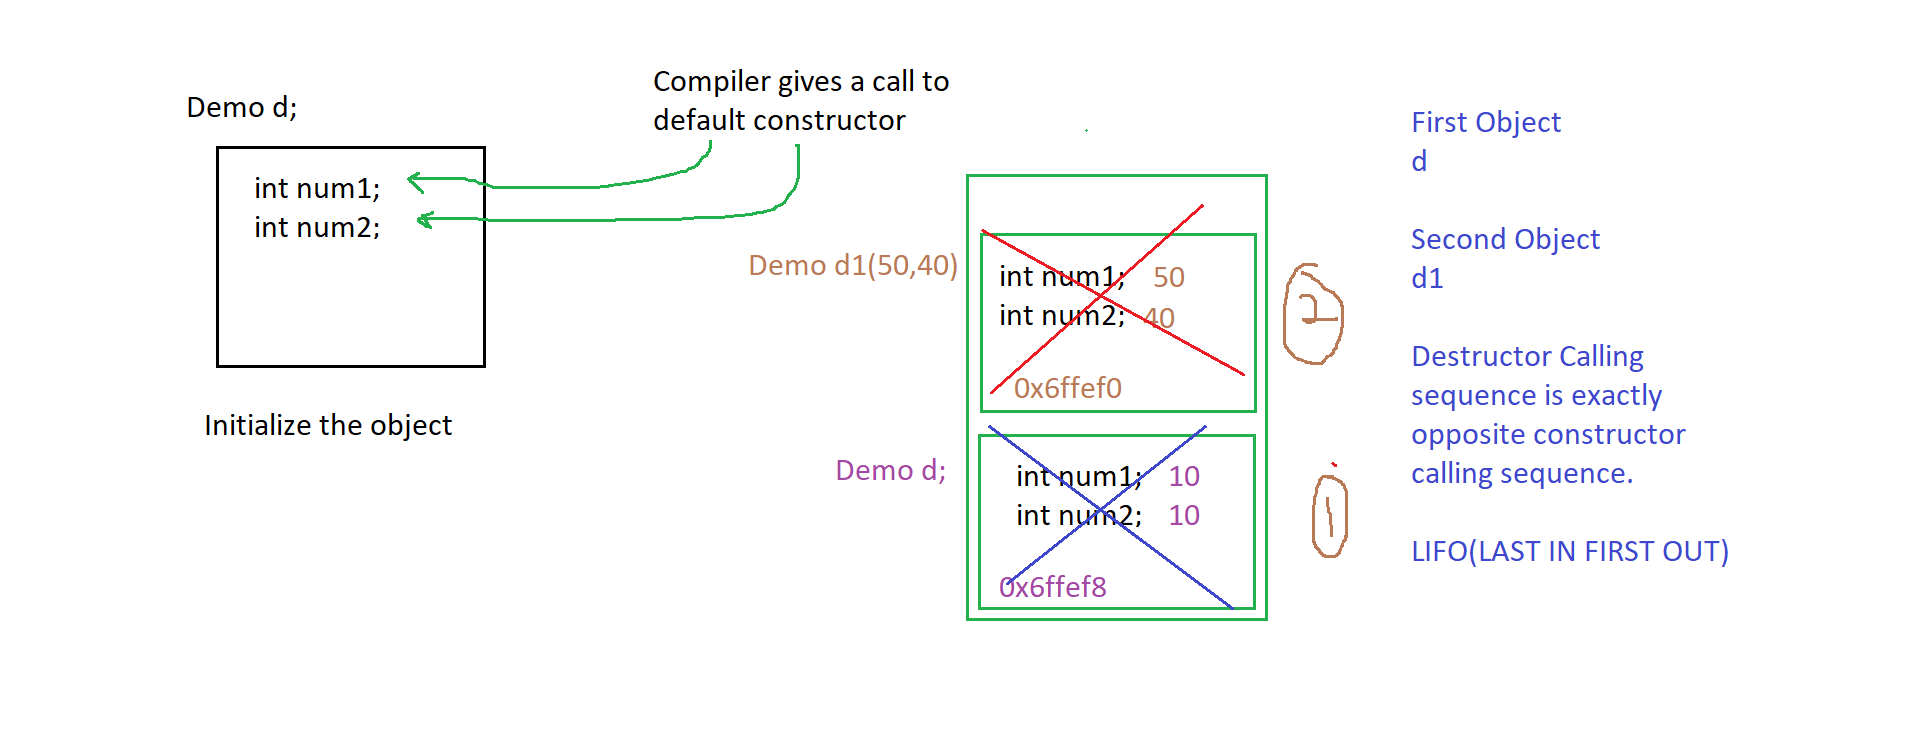 Demo d;
int num1;
int num2;
Initialize the object
Compiler gives a call to
default constructor
Demo d1(50,40)
int num1; 50
int num2; 40
0x6ffef0
2
Demo d;
int num1; 10
int num2; 10
0x6ffef8
1
First Object
d
Second Object
d1
Destructor Calling
sequence is exactly
opposite constructor
calling sequence.
LIFO(LAST IN FIRST OUT)